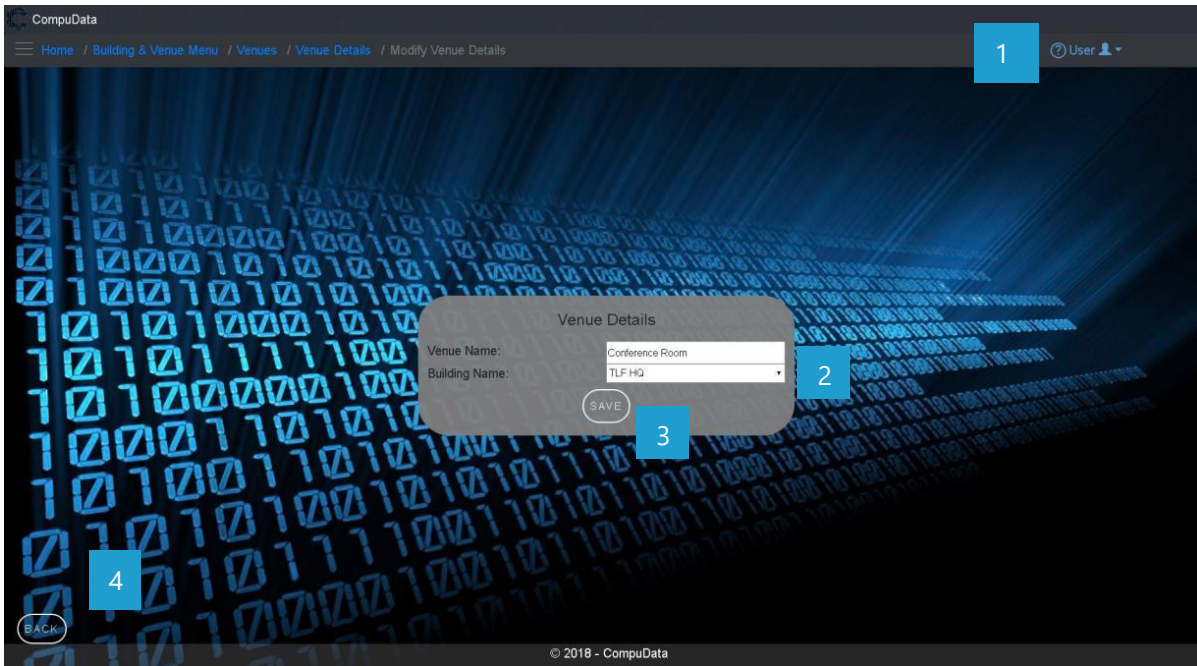 CompuData
Home / Building & Venue Menu / Venues / Venue Details / Modify Venue Details
1
User
Venue Details
Venue Name: Conference Room
Building Name: TLF HQ
2
SAVE
3
4
BACK
© 2018 - CompuData